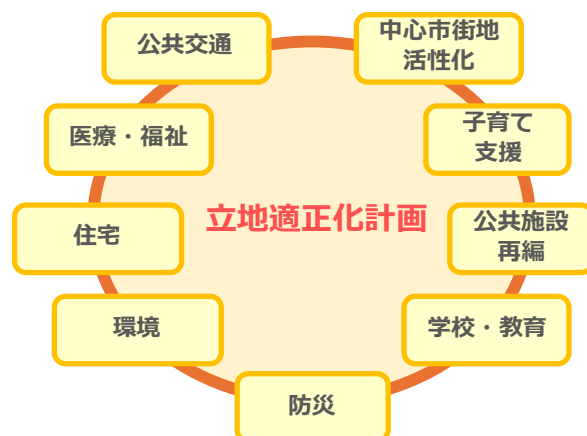 公共交通
中心市街地
活性化
医療・福祉
子育て
支援
立地適正化計画
住宅
公共施設
再編
環境
学校・教育
防災